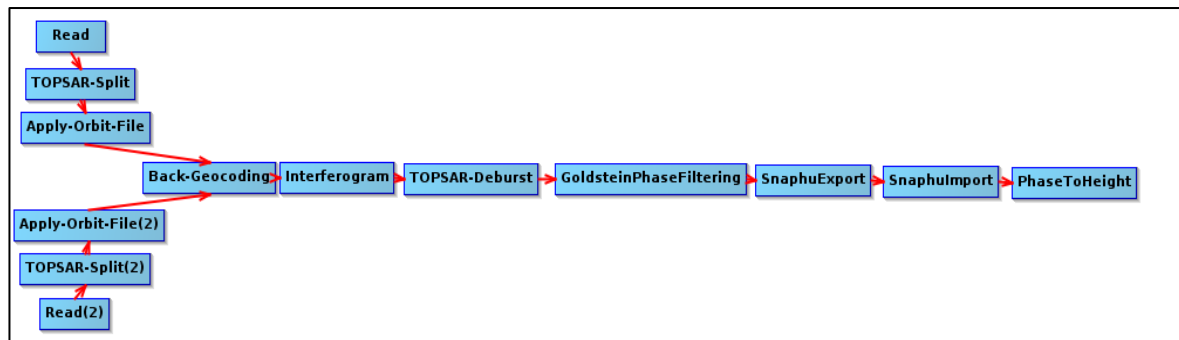 Read
TOPSAR-Split
Apply-Orbit-File
Back-Geocoding
Interferogram
TOPSAR-Deburst
GoldsteinPhaseFiltering
SnaphuExport
SnaphuImport
PhaseToHeight
Apply-Orbit-File(2)
TOPSAR-Split(2)
Read(2)